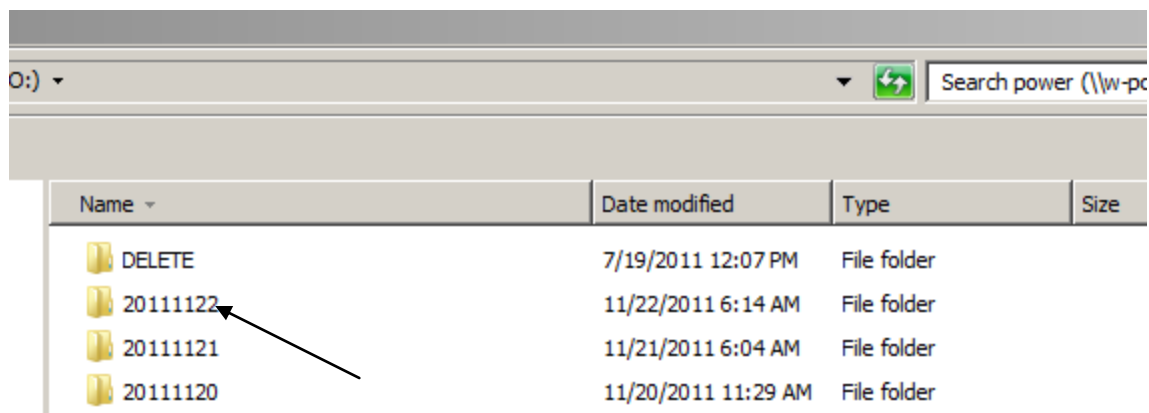 O:)
Search power (\\w-po
Name Date modified Type Size
DELETE 7/19/2011 12:07 PM File folder
20111122 11/22/2011 6:14 AM File folder
20111121 11/21/2011 6:04 AM File folder
20111120 11/20/2011 11:29 AM File folder